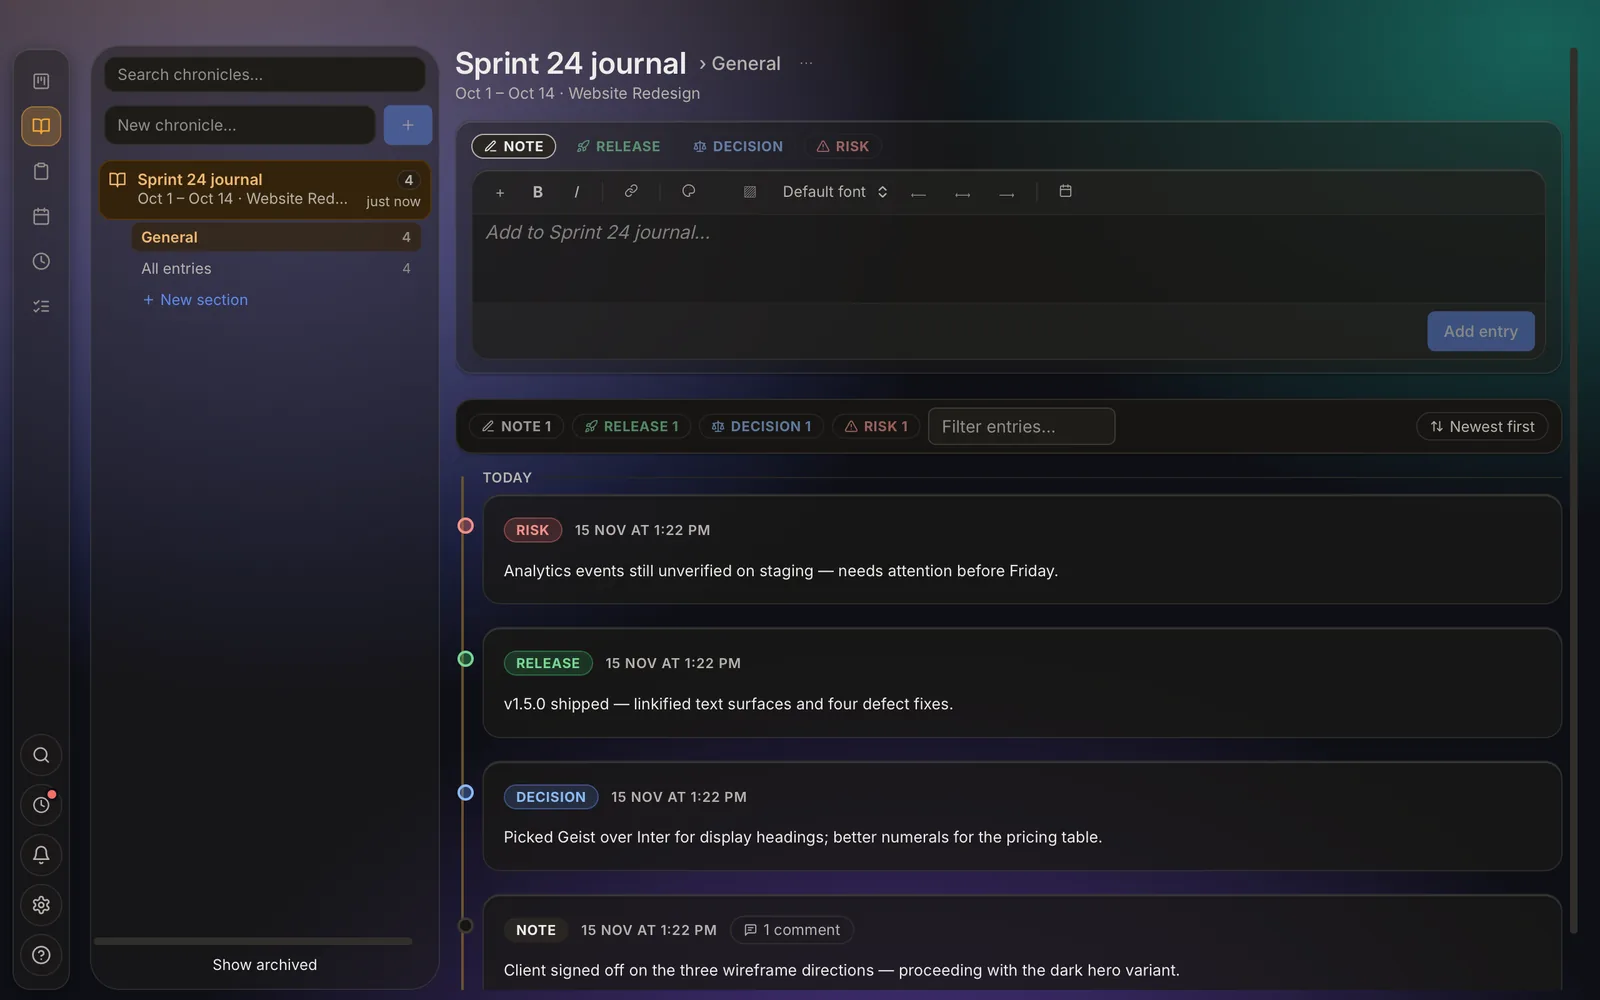 Search chronicles...
New chronicle...
+
Sprint 24 journal 4
Oct 1 – Oct 14 · Website Red... just now
General 4
All entries 4
+ New section
Show archived
Sprint 24 journal › General ...
Oct 1 – Oct 14 · Website Redesign
NOTE RELEASE DECISION RISK
+ B I Default font
Add to Sprint 24 journal...
Add entry
NOTE 1 RELEASE 1 DECISION 1 RISK 1 Filter entries... Newest first
TODAY
RISK 15 NOV AT 1:22 PM
Analytics events still unverified on staging — needs attention before Friday.
RELEASE 15 NOV AT 1:22 PM
v1.5.0 shipped — linkified text surfaces and four defect fixes.
DECISION 15 NOV AT 1:22 PM
Picked Geist over Inter for display headings; better numerals for the pricing table.
NOTE 15 NOV AT 1:22 PM 1 comment
Client signed off on the three wireframe directions — proceeding with the dark hero variant.